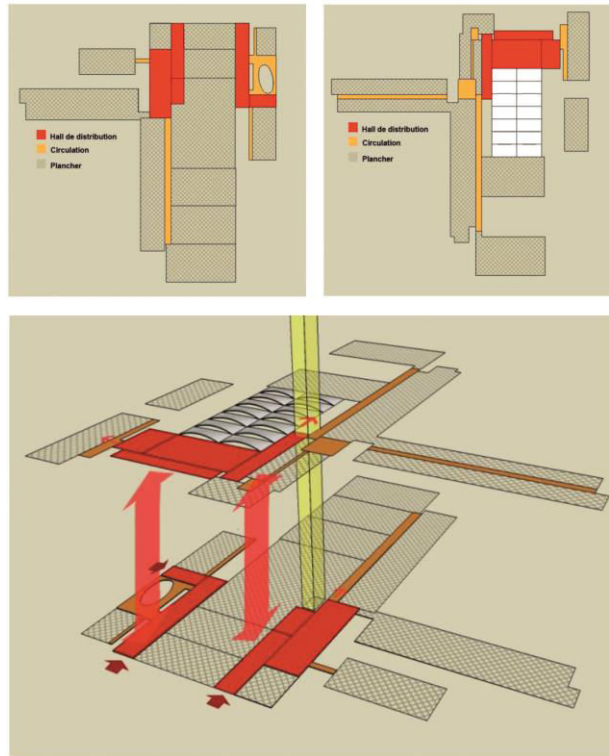 Hall de distribution
Circulation
Plancher
Hall de distribution
Circulation
Plancher